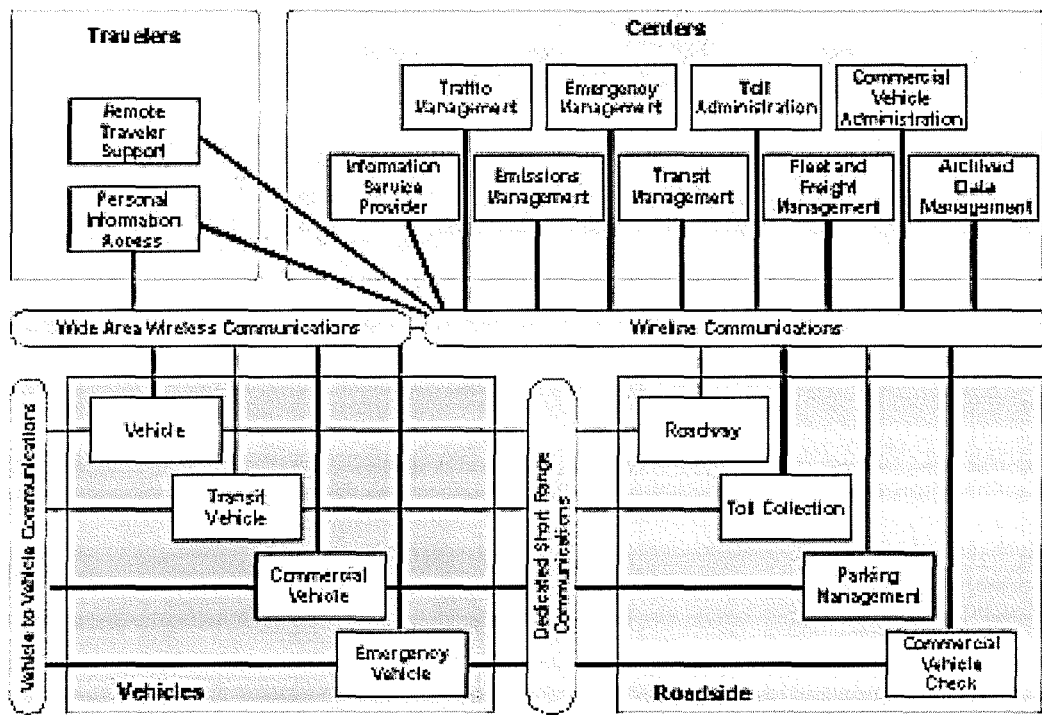 Travelers
Centers
Traffic
Management
Emergency
Management
Toll
Administration
Commercial
Vehicle
Administration
Remote
Traveler
Support
Information
Service
Provider
Emissions
Management
Transit
Management
Fleet and
Freight
Management
Archived
Data
Management
Personal
Information
Access
Wide Area Wireless Communications
Wireline Communications
Vehicle to Vehicle Communications
Vehicle
Transit
Vehicle
Commercial
Vehicle
Emergency
Vehicle
Vehicles
Dedicated Short Range
Communications
Roadway
Toll Collection
Parking
Management
Commercial
Vehicle
Check
Roadside